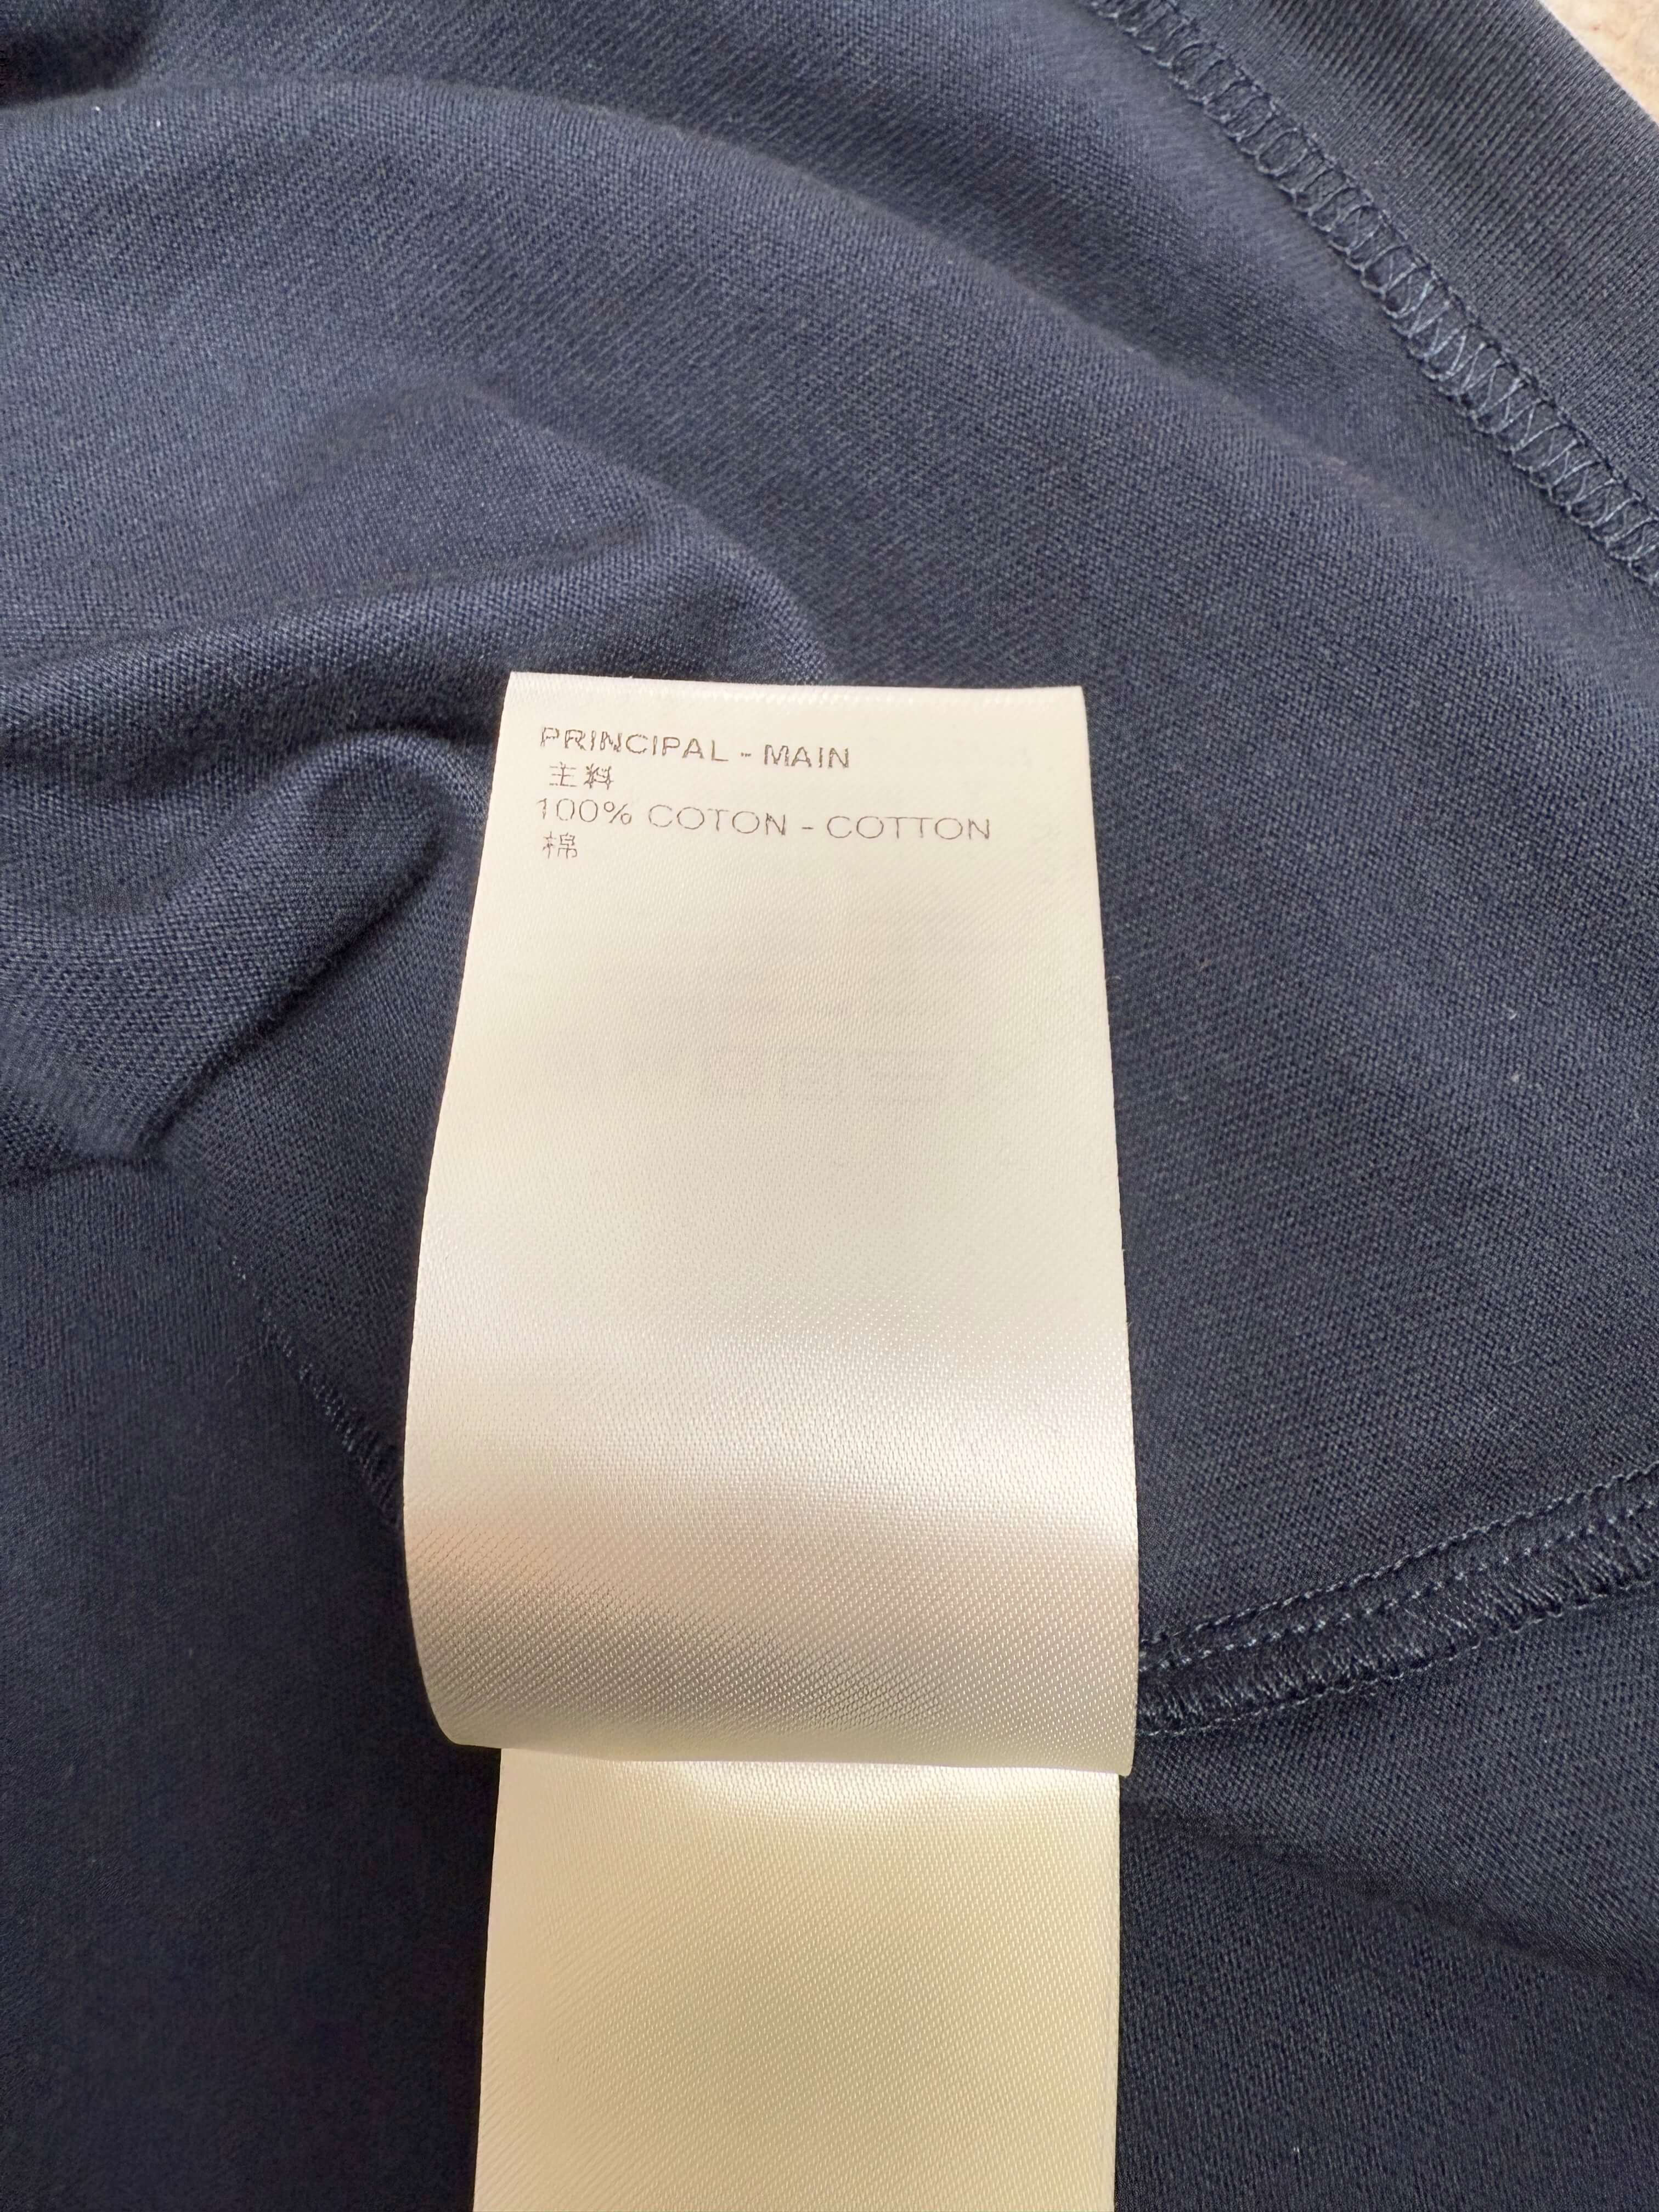 PRINCIPAL - MAIN
主料
100% COTON - COTTON
棉